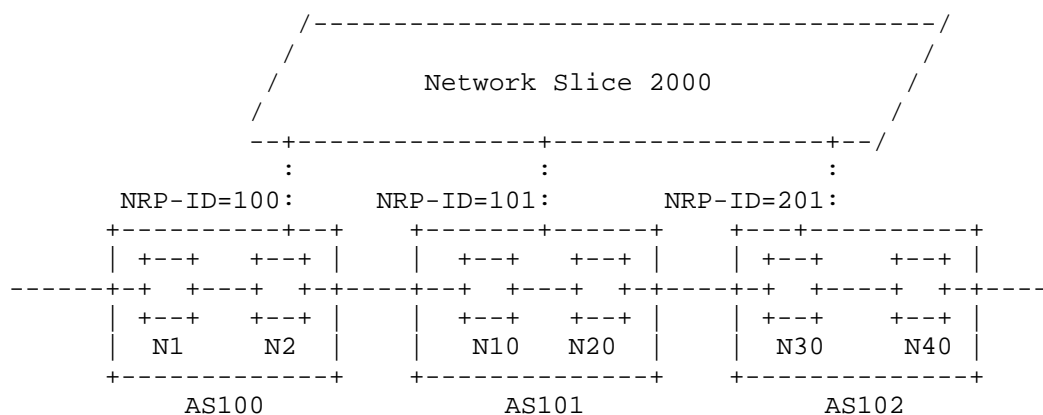 Network Slice 2000
NRP-ID=100: NRP-ID=101: NRP-ID=201:
N1 N2 N10 N20 N30 N40
AS100 AS101 AS102